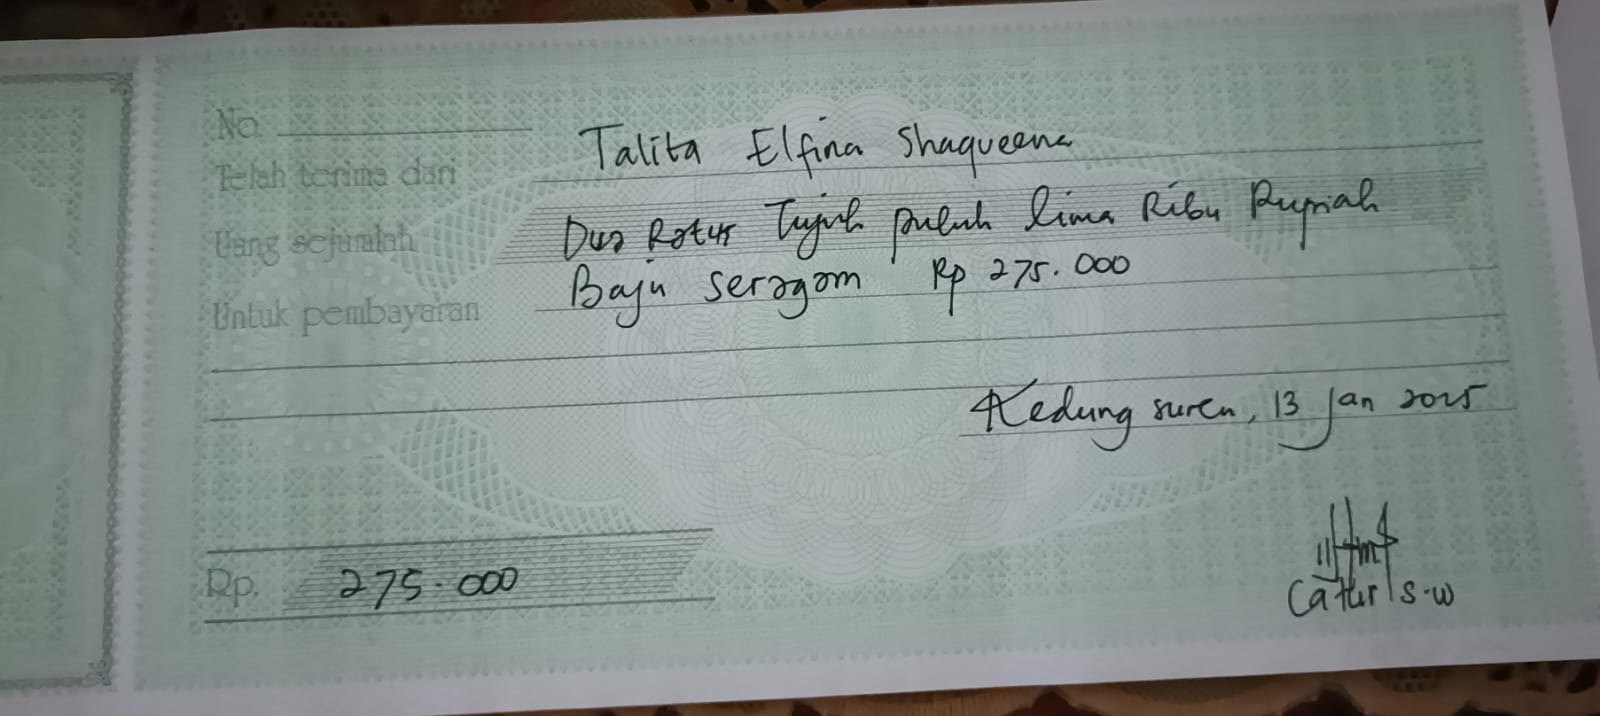 No.
Telah terima dari Talita Elfina Shaqueena
Uang sejumlah Dua Ratus Tujuh puluh lima Ribu Rupiah
Untuk pembayaran Baju seragam Rp 275.000
Kedung suren, 13 Jan 2025
Rp. 275.000
Catur S.W